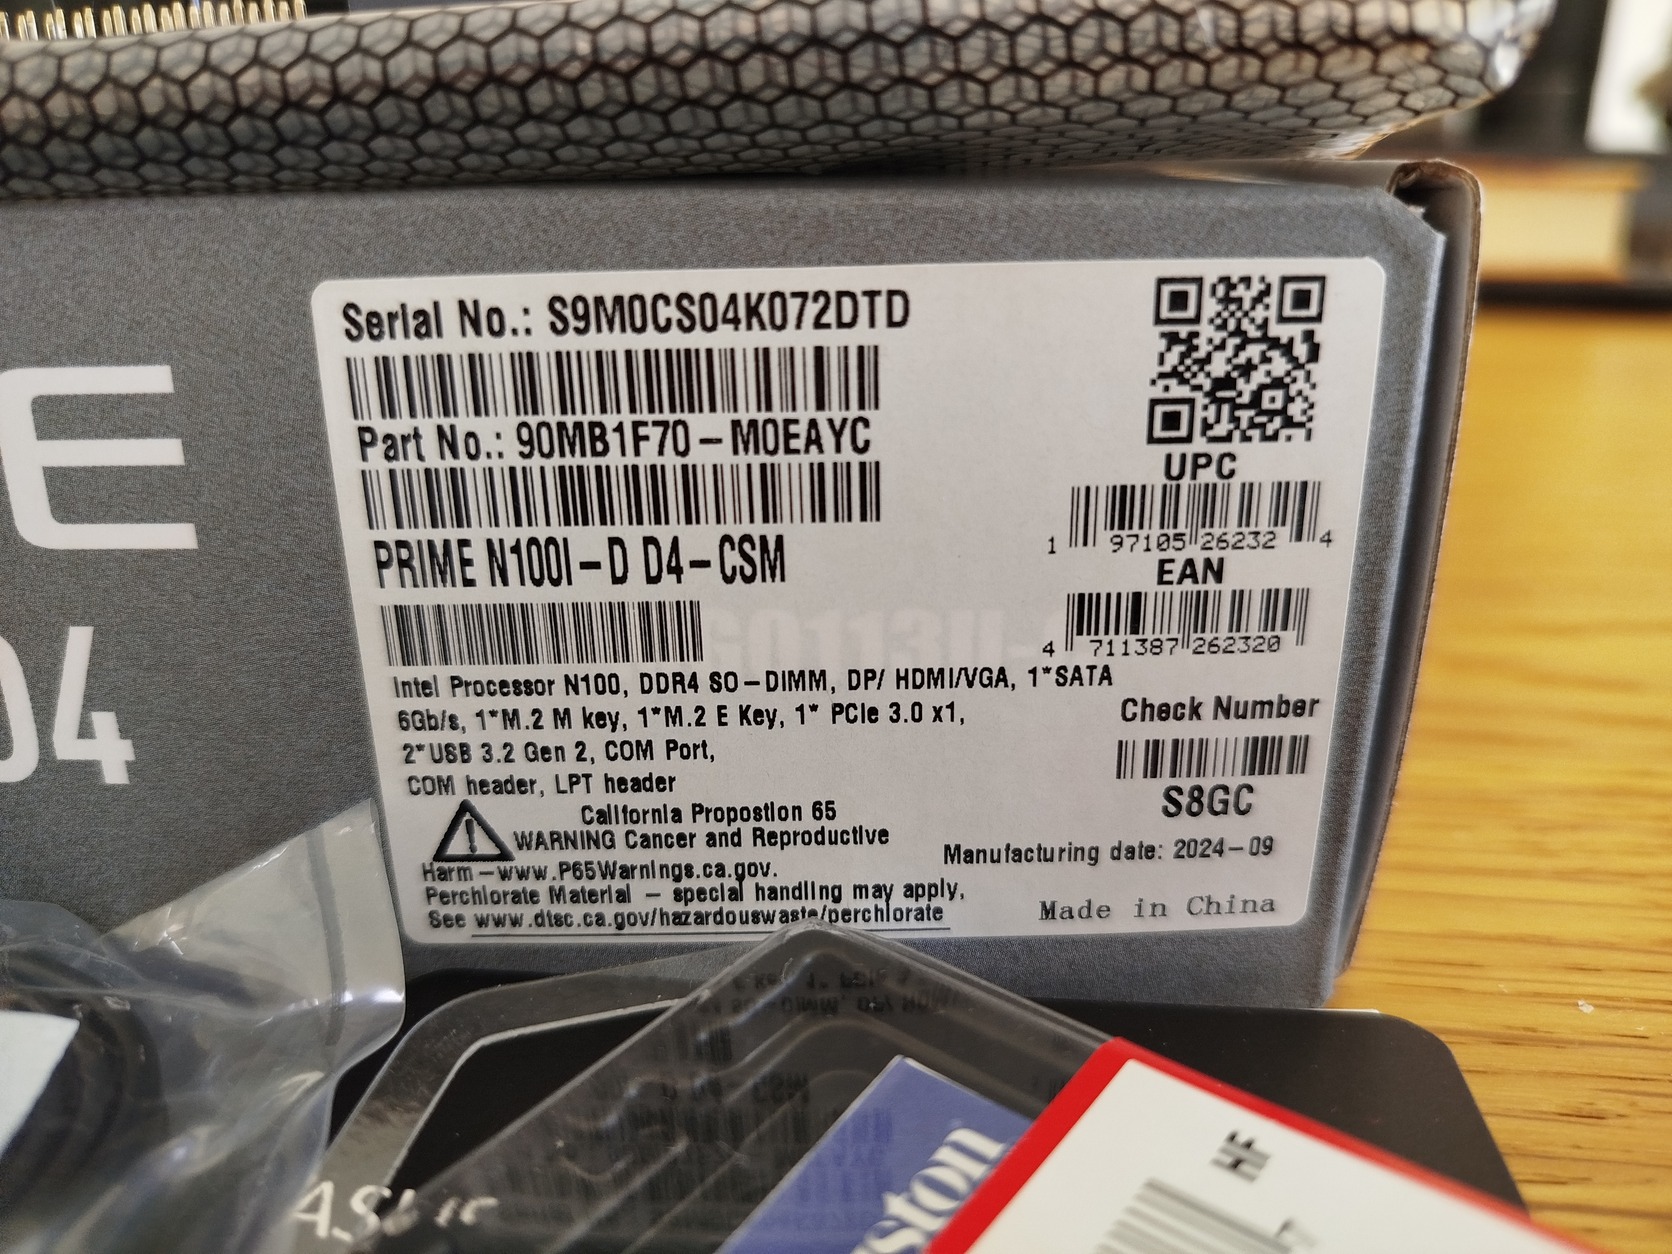 E
04
Serial No.: S9M0CS04K072DTD
Part No.: 90MB1F70-M0EAYC
PRIME N100I-D D4-CSM
UPC
1 97105 26232 4
EAN
4 711387 262320
Intel Processor N100, DDR4 SO-DIMM, DP/ HDMI/VGA, 1*SATA
6Gb/s, 1*M.2 M key, 1*M.2 E Key, 1* PCIe 3.0 x1,
2*USB 3.2 Gen 2, COM Port,
COM header, LPT header
Check Number
S8GC
California Propostion 65
WARNING Cancer and Reproductive
Harm-www.P65Warnings.ca.gov.
Perchlorate Material - special handling may apply,
See www.dtsc.ca.gov/hazardouswaste/perchlorate
Manufacturing date: 2024-09
Made in China
ston
HF